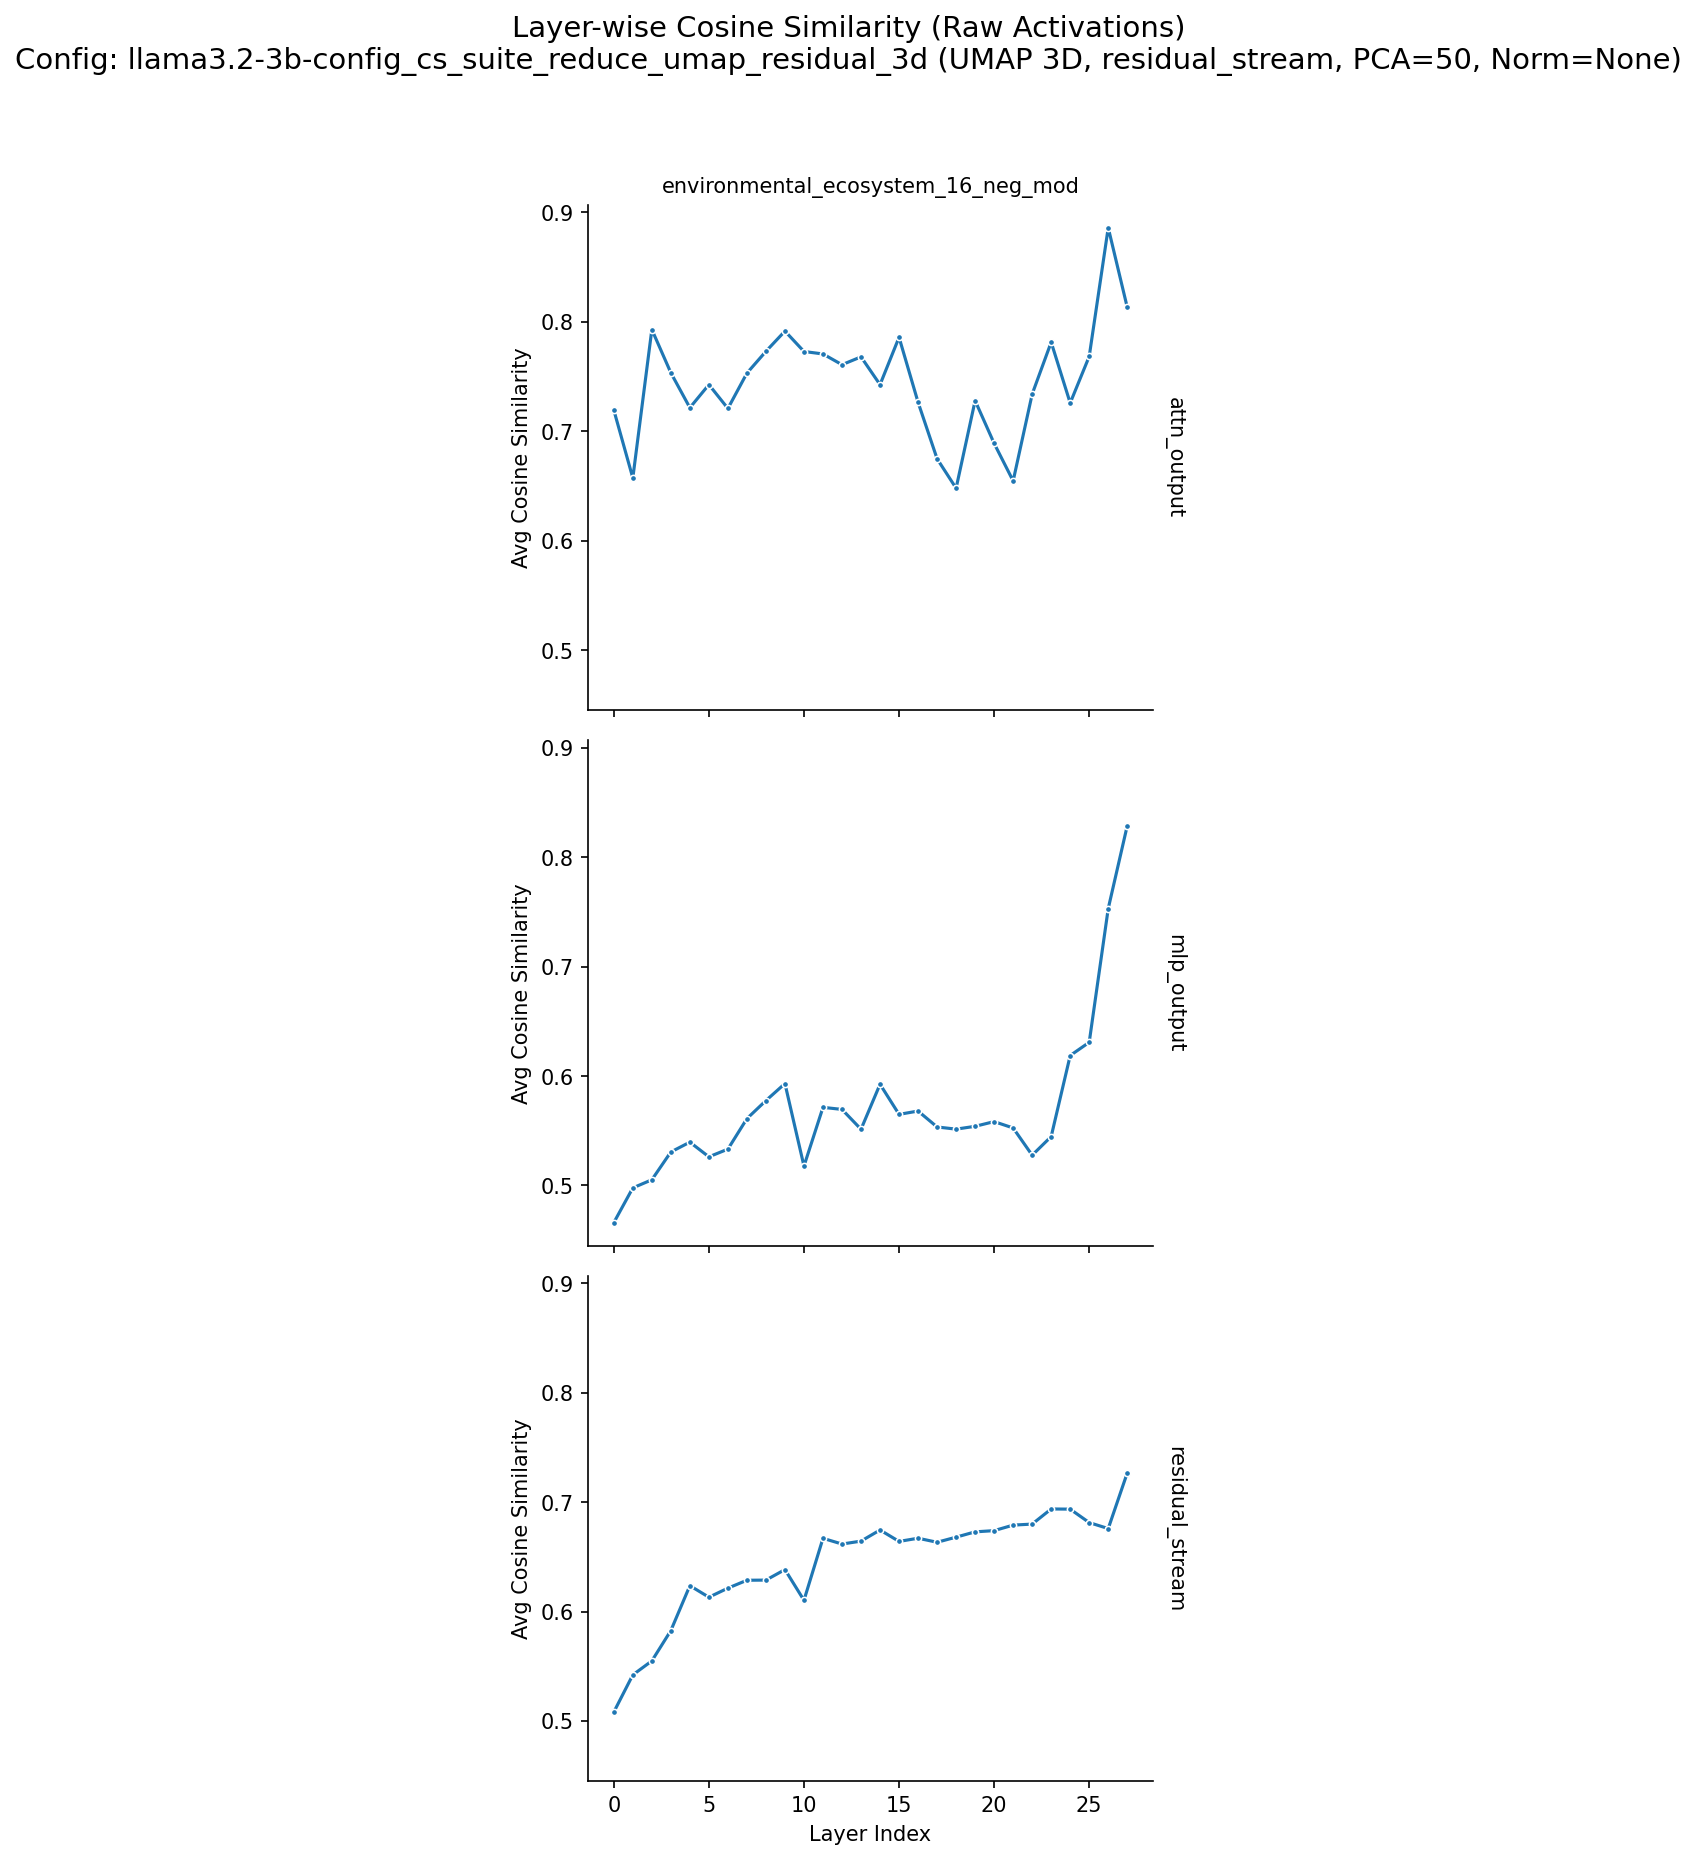 Layer-wise Cosine Similarity (Raw Activations)
Config: llama3.2-3b-config_cs_suite_reduce_umap_residual_3d (UMAP 3D, residual_stream, PCA=50, Norm=None)
environmental_ecosystem_16_neg_mod
0.9
0.8
0.7
0.6
0.5
Avg Cosine Similarity
attn_output
0.9
0.8
0.7
0.6
0.5
Avg Cosine Similarity
mlp_output
0.9
0.8
0.7
0.6
0.5
Avg Cosine Similarity
residual_stream
0 5 10 15 20 25
Layer Index